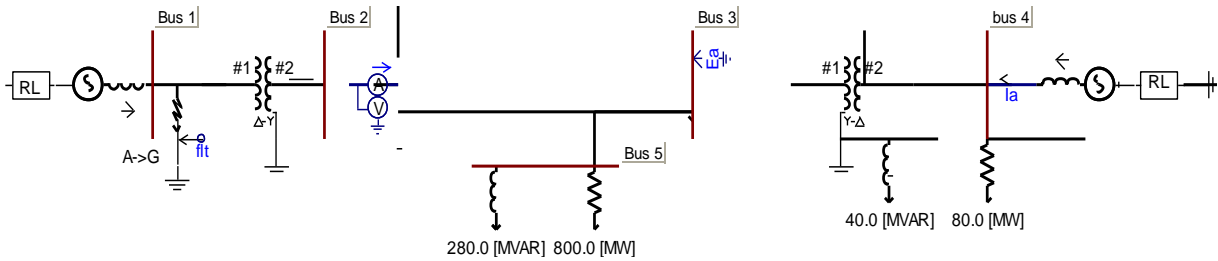 Bus 1
Bus 2
Bus 3
bus 4
#1
#2
RL
A
V
Ea
#1
#2
RL
Ia
Δ-Y
Y-Δ
A->G
flt
Bus 5
40.0 [MVAR]
80.0 [MW]
280.0 [MVAR]
800.0 [MW]